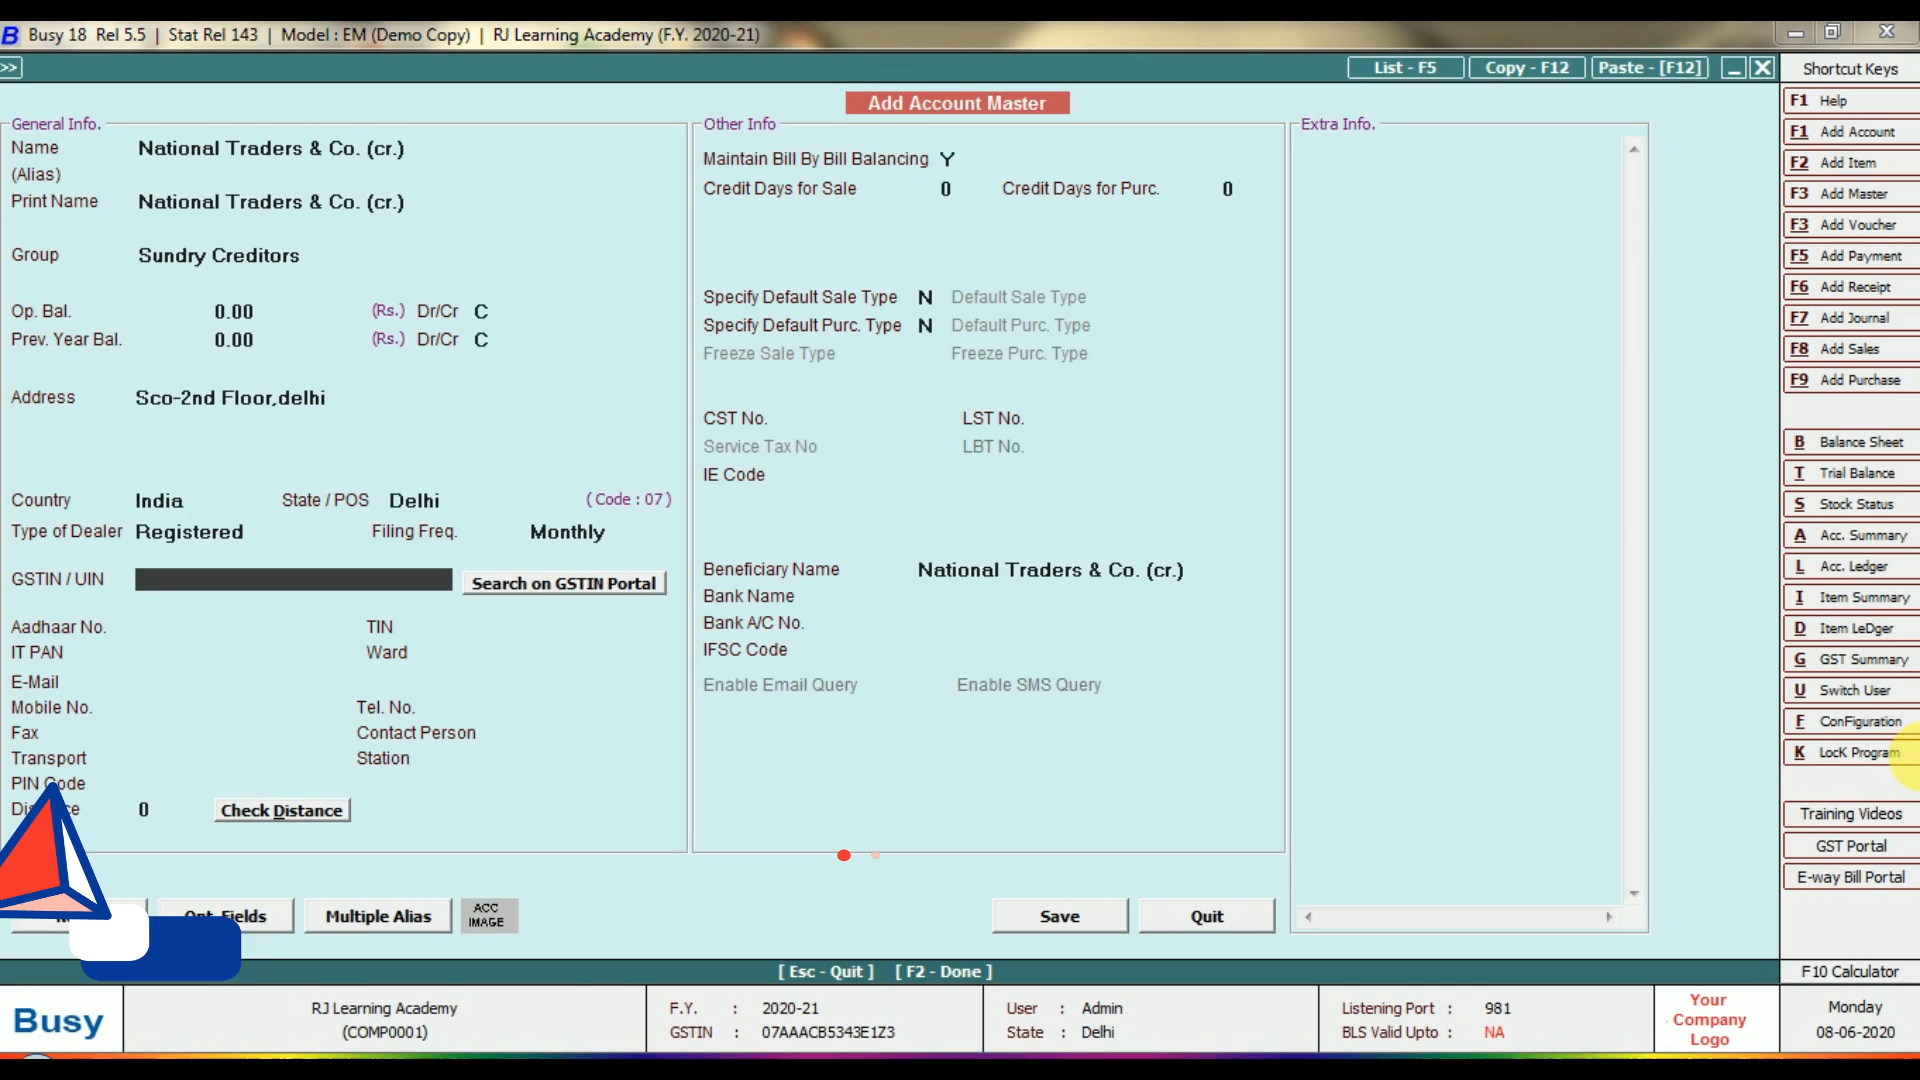 B Busy 18 Rel 5.5 | Stat Rel 143 | Model : EM (Demo Copy) | RJ Learning Academy (F.Y. 2020-21)
>> List - F5 Copy - F12 Paste - [F12] Shortcut Keys
Add Account Master
General Info.
Name National Traders & Co. (cr.)
(Alias)
Print Name National Traders & Co. (cr.)
Group Sundry Creditors
Op. Bal. 0.00 (Rs.) Dr/Cr C
Prev. Year Bal. 0.00 (Rs.) Dr/Cr C
Address Sco-2nd Floor,delhi
Country India State / POS Delhi ( Code : 07 )
Type of Dealer Registered Filing Freq. Monthly
GSTIN / UIN Search on GSTIN Portal
Aadhaar No. TIN
IT PAN Ward
E-Mail
Mobile No. Tel. No.
Fax Contact Person
Transport Station
PIN Code
0 Check Distance
Other Info
Maintain Bill By Bill Balancing Y
Credit Days for Sale 0 Credit Days for Purc. 0
Specify Default Sale Type N Default Sale Type
Specify Default Purc. Type N Default Purc. Type
Freeze Sale Type Freeze Purc. Type
CST No. LST No.
Service Tax No LBT No.
IE Code
Beneficiary Name National Traders & Co. (cr.)
Bank Name
Bank A/C No.
IFSC Code
Enable Email Query Enable SMS Query
Extra Info.
Opt. Fields Multiple Alias ACC IMAGE Save Quit
[ Esc - Quit ] [ F2 - Done ]
F1 Help
F1 Add Account
F2 Add Item
F3 Add Master
F3 Add Voucher
F5 Add Payment
F6 Add Receipt
F7 Add Journal
F8 Add Sales
F9 Add Purchase
B Balance Sheet
T Trial Balance
S Stock Status
A Acc. Summary
L Acc. Ledger
I Item Summary
D Item LeDger
G GST Summary
U Switch User
F ConFiguration
K LocK Program
Training Videos
GST Portal
E-way Bill Portal
F10 Calculator
Busy
RJ Learning Academy
(COMP0001)
F.Y. : 2020-21
GSTIN : 07AAACB5343E1Z3
User : Admin
State : Delhi
Listening Port : 981
BLS Valid Upto : NA
Your
Company
Logo
Monday
08-06-2020